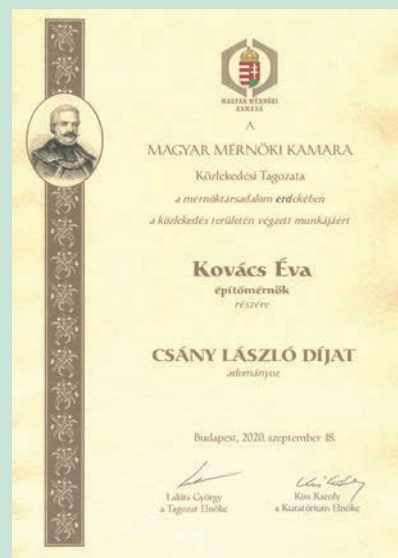 MAGYAR MÉRNÖKI
KAMARA
A
MAGYAR MÉRNÖKI KAMARA
Közlekedési Tagozata
a mérnöktársadalom érdekében
a közlekedés területén végzett munkájáért
Kovács Éva
építőmérnök
részére
CSÁNY LÁSZLÓ DÍJAT
adományoz
Budapest, 2020. szeptember 18.
Lakits György
a Tagozat Elnöke
Kiss Károly
a Kuratórium Elnöke